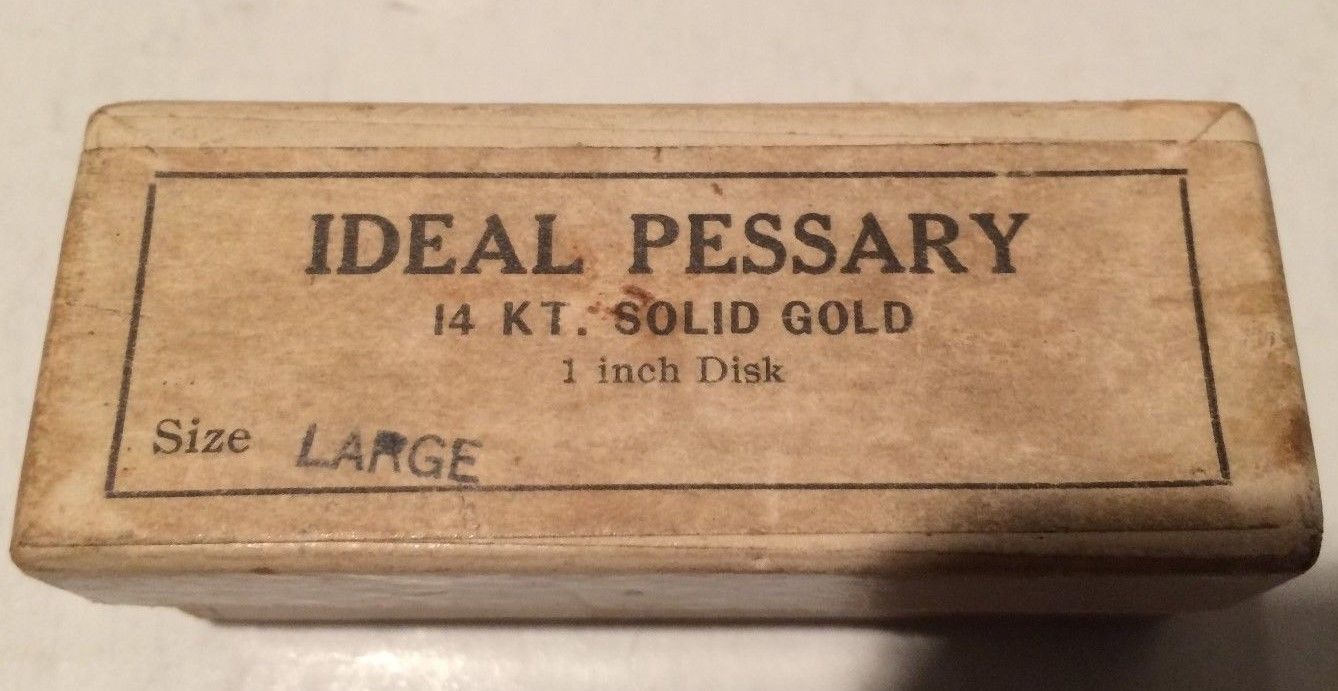 IDEAL PESSARY
14 KT. SOLID GOLD
1 inch Disk
Size LARGE